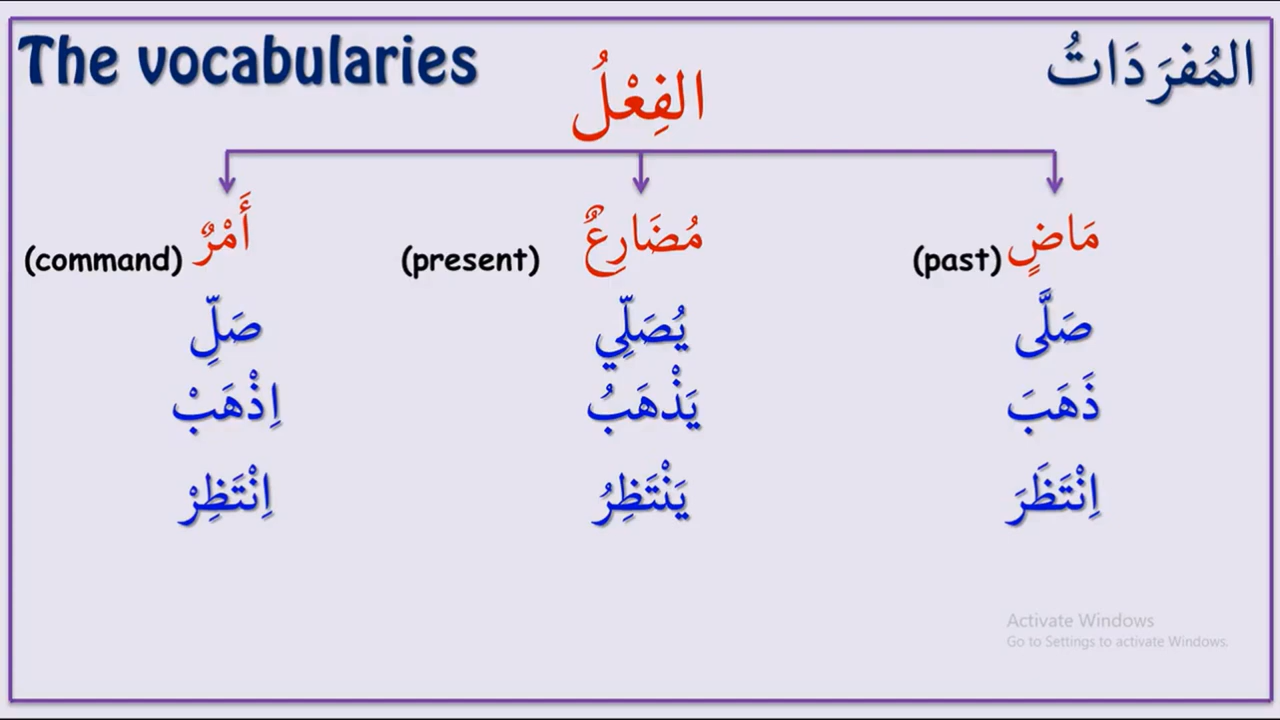 The vocabularies
المُفرَدَاتُ
الفِعْلُ
مَاضٍ (past)
مُضَارِعٌ (present)
أَمْرٌ (command)
صَلَّى يُصَلِّي صَلِّ
ذَهَبَ يَذْهَبُ اِذْهَبْ
اِنْتَظَرَ يَنْتَظِرُ اِنْتَظِرْ
Activate Windows
Go to Settings to activate Windows.